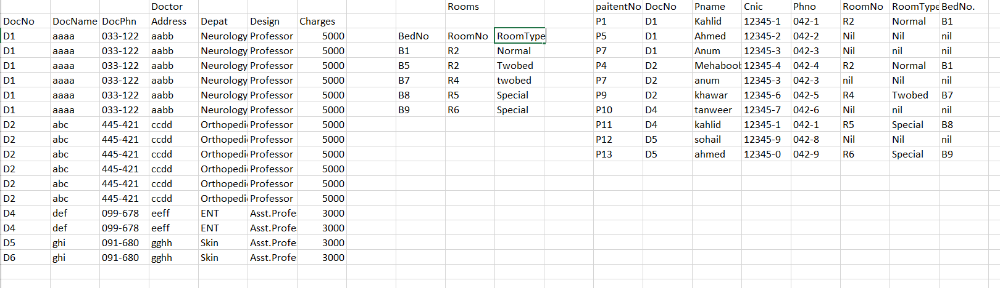 Doctor Rooms paitentNo DocNo Pname Cnic Phno RoomNo RoomType BedNo.
DocNo DocName DocPhn Address Depat Design Charges P1 D1 Kahlid 12345-1 042-1 R2 Normal B1
D1 aaaa 033-122 aabb Neurology Professor 5000 BedNo RoomNo RoomType P5 D1 Ahmed 12345-2 042-2 Nil Nil nil
D1 aaaa 033-122 aabb Neurology Professor 5000 B1 R2 Normal P7 D1 Anum 12345-3 042-3 Nil nil nil
D1 aaaa 033-122 aabb Neurology Professor 5000 B5 R2 Twobed P4 D2 Mehaboob 12345-4 042-4 R2 Normal B1
D1 aaaa 033-122 aabb Neurology Professor 5000 B7 R4 twobed P7 D2 anum 12345-3 042-3 nil Nil nil
D1 aaaa 033-122 aabb Neurology Professor 5000 B8 R5 Special P9 D2 khawar 12345-6 042-5 R4 Twobed B7
D1 aaaa 033-122 aabb Neurology Professor 5000 B9 R6 Special P10 D4 tanweer 12345-7 042-6 Nil nil nil
D2 abc 445-421 ccdd Orthopedi Professor 5000 P11 D4 kahlid 12345-1 042-1 R5 Special B8
D2 abc 445-421 ccdd Orthopedi Professor 5000 P12 D5 sohail 12345-9 042-8 Nil Nil nil
D2 abc 445-421 ccdd Orthopedi Professor 5000 P13 D5 ahmed 12345-0 042-9 R6 Special B9
D2 abc 445-421 ccdd Orthopedi Professor 5000
D2 abc 445-421 ccdd Orthopedi Professor 5000
D2 abc 445-421 ccdd Orthopedi Professor 5000
D4 def 099-678 eeff ENT Asst.Profe 3000
D4 def 099-678 eeff ENT Asst.Profe 3000
D5 ghi 091-680 gghh Skin Asst.Profe 3000
D6 ghi 091-680 gghh Skin Asst.Profe 3000